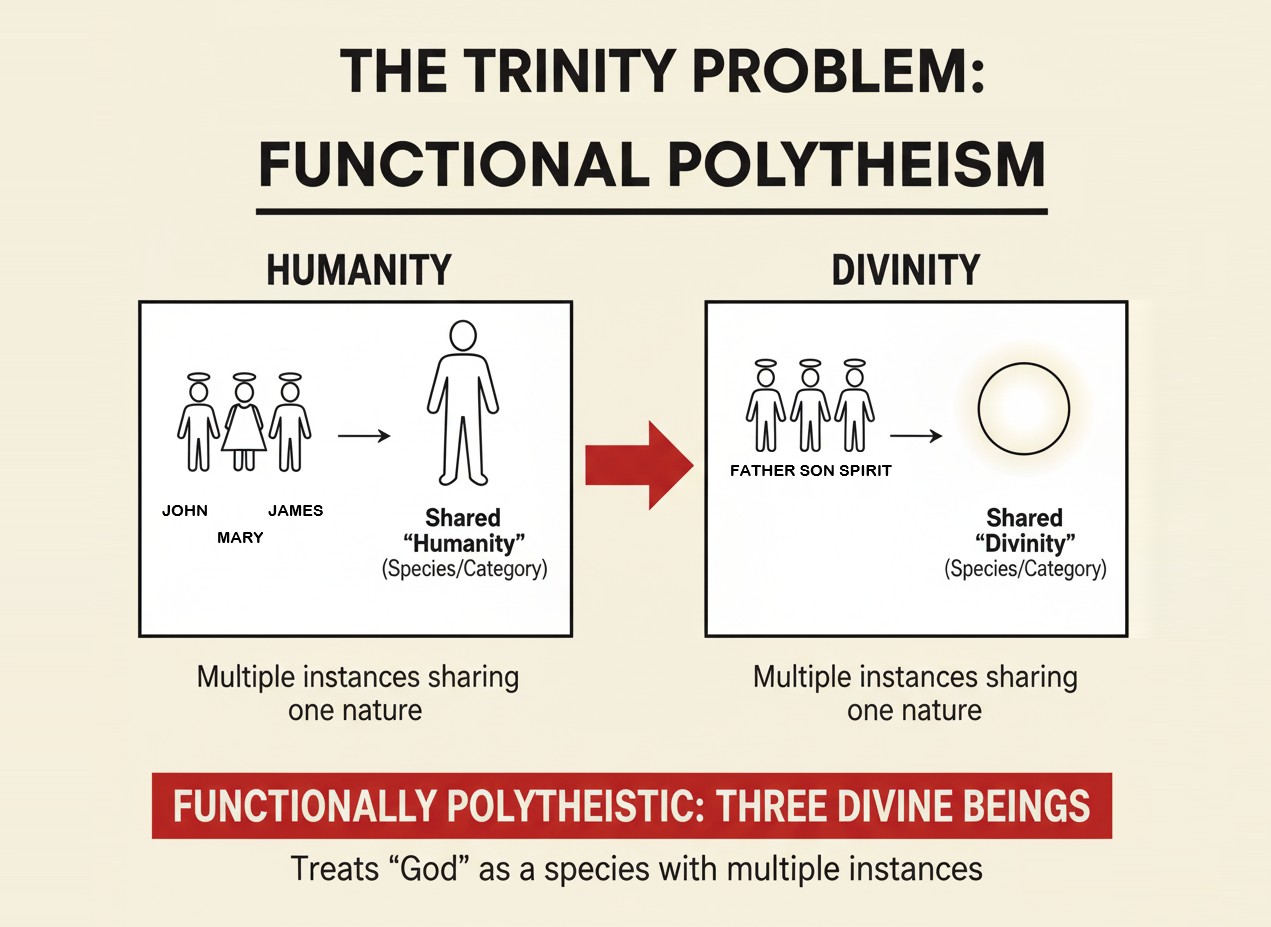 THE TRINITY PROBLEM:
FUNCTIONAL POLYTHEISM
HUMANITY
JOHN
JAMES
MARY
Shared
“Humanity”
(Species/Category)
Multiple instances sharing
one nature
DIVINITY
FATHER SON SPIRIT
Shared
“Divinity”
(Species/Category)
Multiple instances sharing
one nature
FUNCTIONALLY POLYTHEISTIC: THREE DIVINE BEINGS
Treats “God” as a species with multiple instances